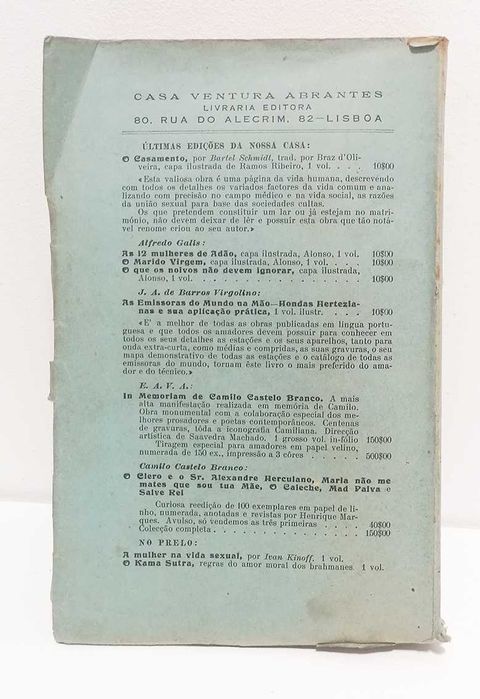 CASA VENTURA ABRANTES
LIVRARIA EDITORA
80, RUA DO ALECRIM, 82—LISBOA
ÚLTIMAS EDIÇÕES DA NOSSA CASA:
O Casamento, por Bartel Schmidt, trad. por Braz d'Oli-
veira, capa ilustrada de Ramos Ribeiro, 1 vol. . . . 10$00
«Esta valiosa obra é uma página da vida humana, descrevendo
com todos os detalhes os variados factores da vida comum e ana-
lizando com precisão no campo médico e na vida social, as razões
da união sexual para base das sociedades cultas.
Os que pretendem constituir um lar ou já estejam no matri-
mónio, não devem deixar de lêr e possuir esta obra que tão notá-
vel renome criou ao seu autor.»
Alfredo Galis:
As 12 mulheres de Adão, capa ilustrada, Alonso, 1 vol. 10$00
O Marido Virgem, capa ilustrada, Alonso, 1 vol. . . . 10$00
O que os noivos não devem ignorar, capa ilustrada,
Alonso, 1 vol. . . . . . . . . . . . . . . 10$00
J. A. de Barros Virgolino:
As Emissoras do Mundo na Mão—Hondas Hertezia-
nas e sua aplicação prática, 1 vol. ilustr. . . . 10$00
«E' a melhor de todas as obras publicadas em língua portu-
guesa e que todos os amadores devem possuir para conhecer em
todos os seus detalhes as estações e os seus aparelhos, tanto para
onda extra-curta, como médias e compridas, as suas gravuras, o seu
mapa demonstrativo de todas as estações e o catálogo de todas as
emissoras do mundo, tornam êste livro o mais preferido do ama-
dor e do técnico.»
E. A. V. A.:
In Memoriam de Camilo Castelo Branco. A mais
alta manifestação realizada em memória de Camilo.
Obra monumental com a colaboração especial dos me-
lhores prosadores e poetas contemporâneos. Centenas
de gravuras, tôda a iconografia Camiliana. Direcção
artística de Saavedra Machado. 1 grosso vol. in-fólio 150$00
Tiragem especial para amadores em papel velino,
numerada de 150 ex., impressão a 3 côres . . . . . 500$00
Camilo Castelo Branco:
O Clero e o Sr. Alexandre Herculano, Maria não me
mates que sou tua Mãe, O Caleche, Mad Paiva e
Salve Rei
Curiosa reedição de 100 exemplares em papel de li-
nho, numerada, anotadas e revistas por Henrique Mar-
ques. Avulso, só vendemos as três primeiras . . . . 40$00
Colecção completa . . . . . . . . . . . . . . 150$00
NO PRELO:
A mulher na vida sexual, por Ivan Kinoff. 1 vol.
O Kama Sutra, regras do amor moral dos brahmanes. 1 vol.